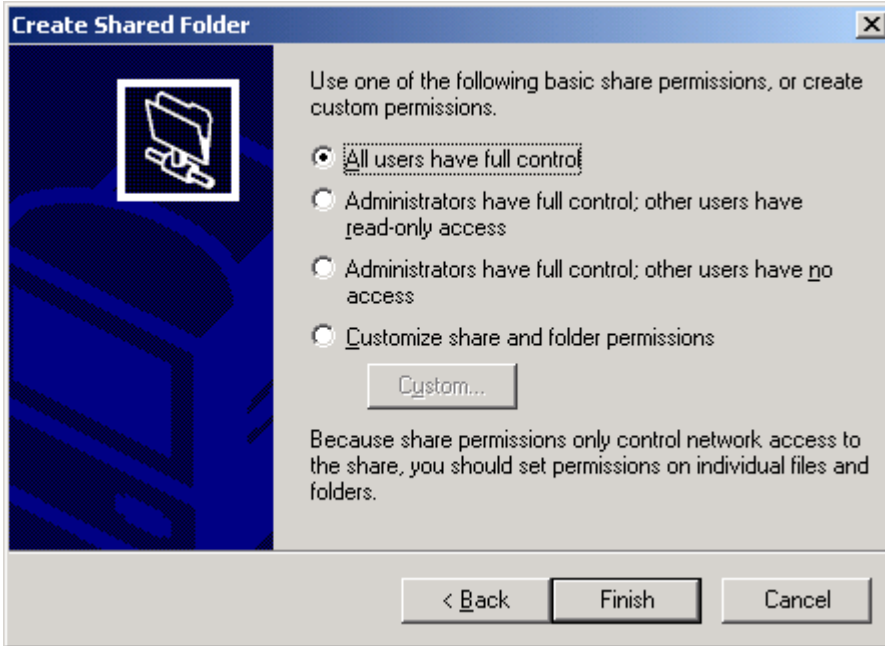 Create Shared Folder
Use one of the following basic share permissions, or create
custom permissions.
All users have full control
Administrators have full control; other users have
read-only access
Administrators have full control; other users have no
access
Customize share and folder permissions
Custom...
Because share permissions only control network access to
the share, you should set permissions on individual files and
folders.
< Back
Finish
Cancel